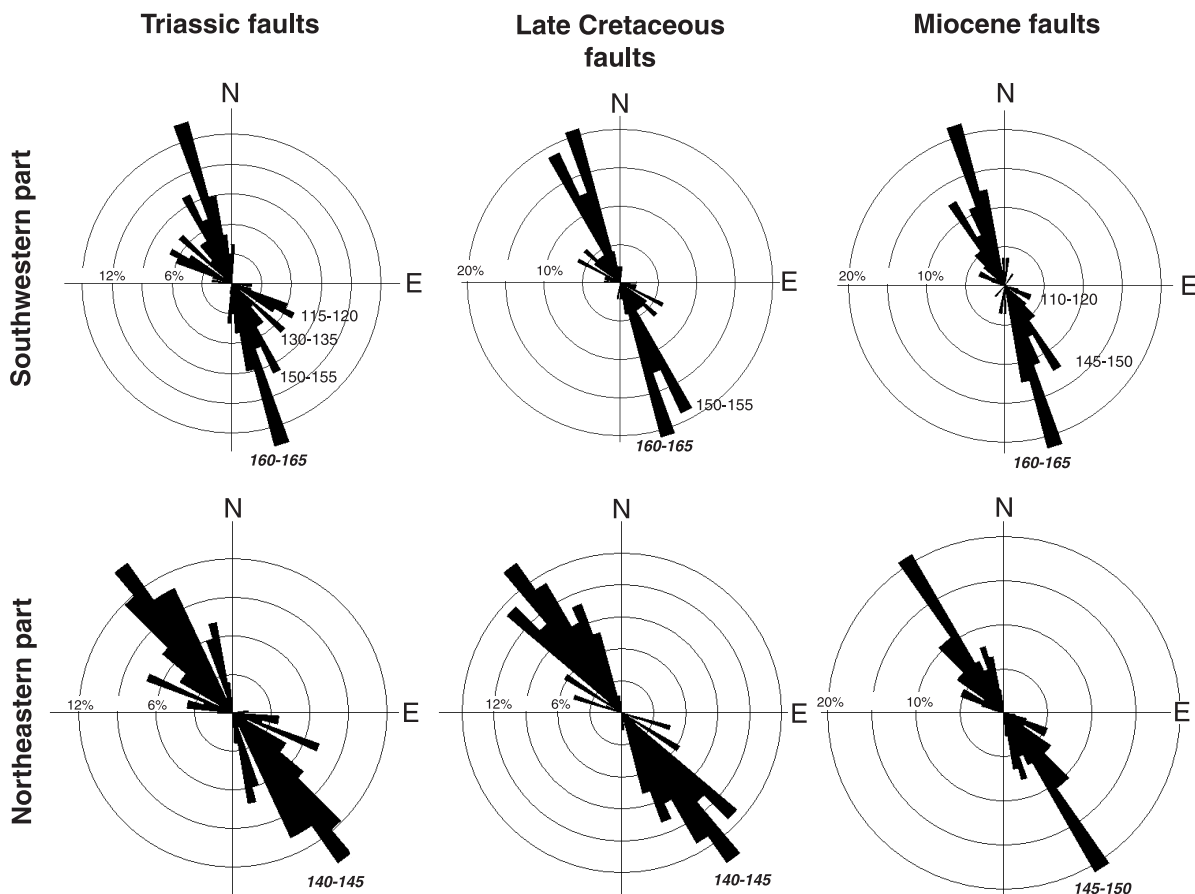 Triassic faults
Late Cretaceous
faults
Miocene faults
Southwestern part
N
12%
6%
E
115-120
130-135
150-155
160-165
N
20%
10%
E
150-155
160-165
N
20%
10%
E
110-120
145-150
160-165
Northeastern part
N
12%
6%
E
140-145
N
12%
6%
E
140-145
N
20%
10%
E
145-150